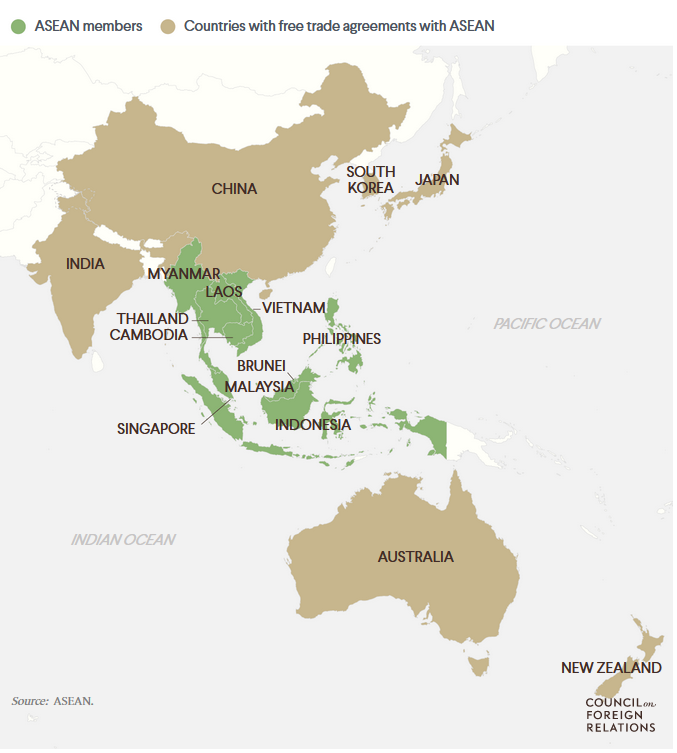 ASEAN members
Countries with free trade agreements with ASEAN
SOUTH
KOREA
JAPAN
CHINA
INDIA
MYANMAR
LAOS
VIETNAM
THAILAND
CAMBODIA
PACIFIC OCEAN
PHILIPPINES
BRUNEI
MALAYSIA
SINGAPORE
INDONESIA
INDIAN OCEAN
AUSTRALIA
NEW ZEALAND
Source: ASEAN.
COUNCIL on
FOREIGN
RELATIONS